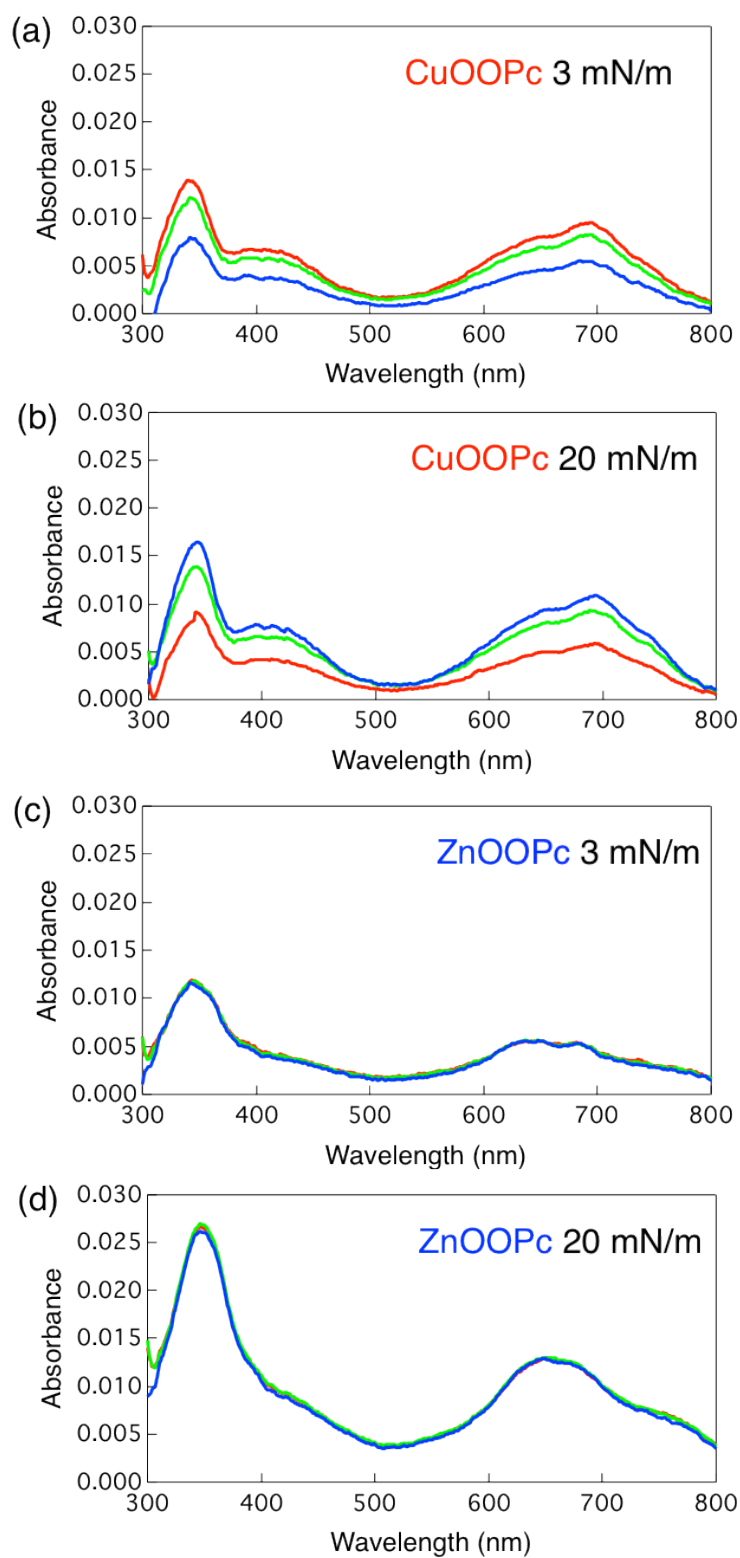 (a)
CuOOPc 3 mN/m
Absorbance
0.030
0.025
0.020
0.015
0.010
0.005
0.000
300 400 500 600 700 800
Wavelength (nm)
(b)
CuOOPc 20 mN/m
Absorbance
0.030
0.025
0.020
0.015
0.010
0.005
0.000
300 400 500 600 700 800
Wavelength (nm)
(c)
ZnOOPc 3 mN/m
Absorbance
0.030
0.025
0.020
0.015
0.010
0.005
0.000
300 400 500 600 700 800
Wavelength (nm)
(d)
ZnOOPc 20 mN/m
Absorbance
0.030
0.025
0.020
0.015
0.010
0.005
0.000
300 400 500 600 700 800
Wavelength (nm)